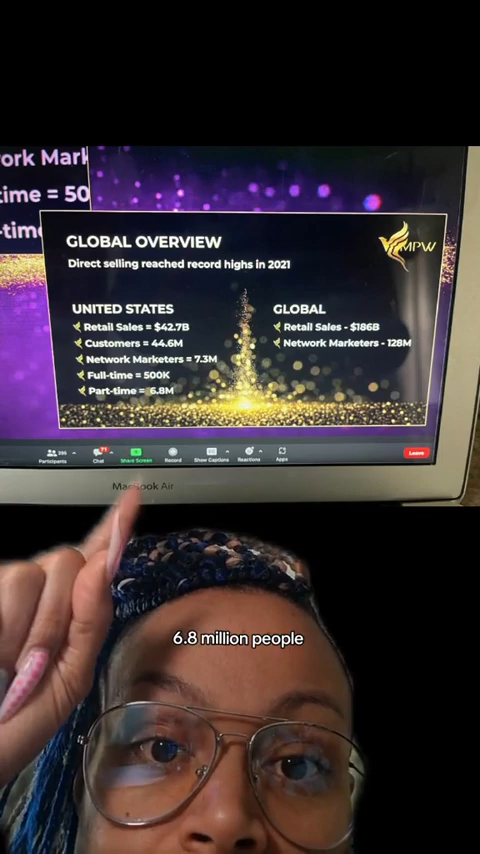 ork Mark
time = 50
-time
GLOBAL OVERVIEW
MPW
Direct selling reached record highs in 2021
UNITED STATES
Retail Sales = $42.7B
Customers = 44.6M
Network Marketers = 7.3M
Full-time = 500K
Part-time = 6.8M
GLOBAL
Retail Sales - $186B
Network Marketers - 128M
Participants
71
Chat
Share Screen
Record
Show Captions
Reactions
Apps
Leave
MacBook Air
6.8 million people